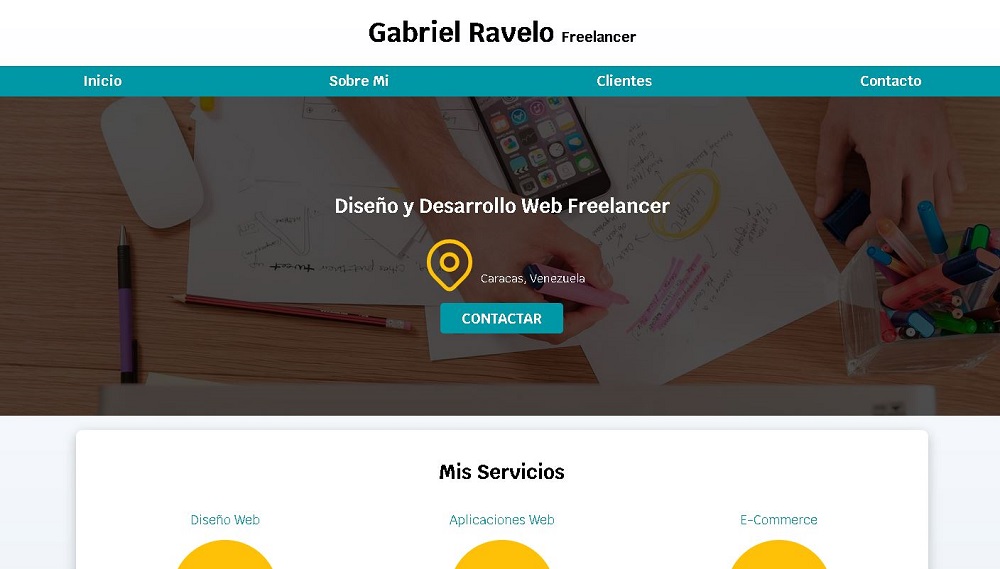 Gabriel Ravelo Freelancer
Inicio Sobre Mi Clientes Contacto
Diseño y Desarrollo Web Freelancer
Caracas, Venezuela
CONTACTAR
Mis Servicios
Diseño Web Aplicaciones Web E-Commerce